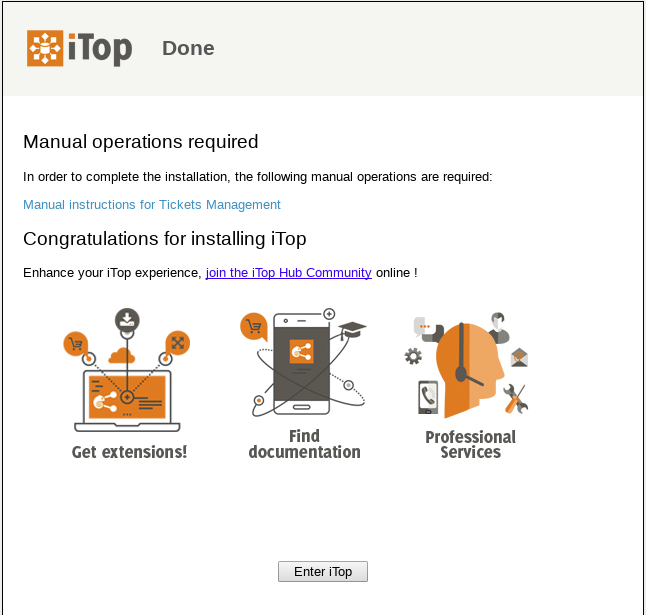 iTop
Done
Manual operations required
In order to complete the installation, the following manual operations are required:
Manual instructions for Tickets Management
Congratulations for installing iTop
Enhance your iTop experience, join the iTop Hub Community online !
Get extensions!
Find
documentation
Professional
Services
Enter iTop